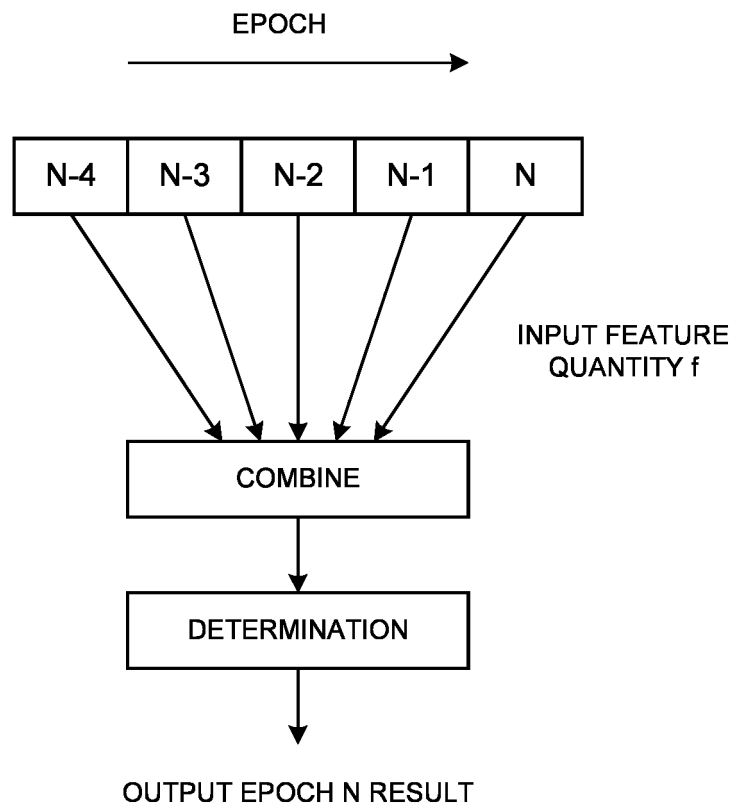 EPOCH
N-4 N-3 N-2 N-1 N
INPUT FEATURE
QUANTITY f
COMBINE
DETERMINATION
OUTPUT EPOCH N RESULT